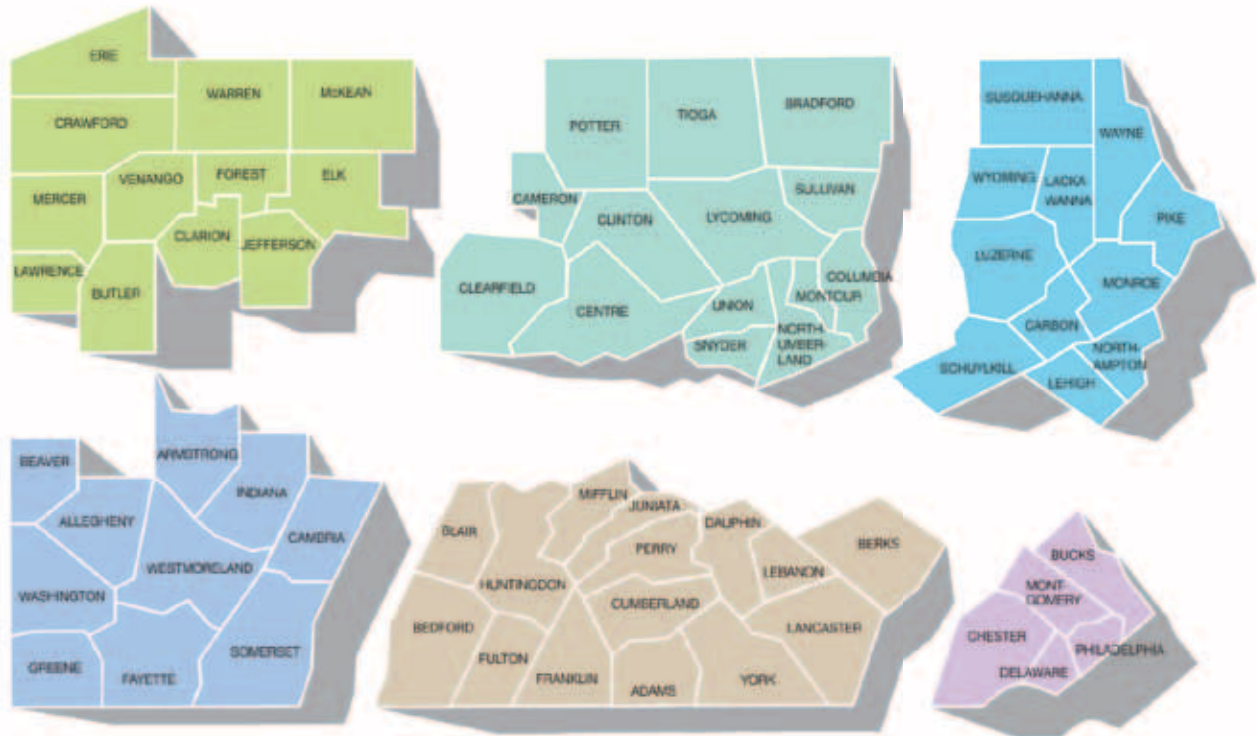 ERIE
WARREN
McKEAN
CRAWFORD
VENANGO
FOREST
ELK
MERCER
CLARION
JEFFERSON
LAWRENCE
BUTLER
POTTER
TIOGA
BRADFORD
CAMERON
CLINTON
LYCOMING
SULLIVAN
CLEARFIELD
CENTRE
UNION
MONTOUR
COLUMBIA
SNYDER
NORTH-
UMBER-
LAND
SUSQUEHANNA
WAYNE
WYOMING
LACKA
WANNA
PIKE
LUZERNE
MONROE
CARBON
SCHUYLKILL
LEHIGH
NORTH-
AMPTON
BEAVER
ARMSTRONG
INDIANA
ALLEGHENY
CAMBRIA
WESTMORELAND
WASHINGTON
GREENE
FAYETTE
SOMERSET
MIFFLIN
JUNIATA
BLAIR
DAUPHIN
PERRY
BERKS
HUNTINGDON
LEBANON
CUMBERLAND
BEDFORD
LANCASTER
FULTON
FRANKLIN
ADAMS
YORK
BUCKS
MONT-
GOMERY
CHESTER
PHILADELPHIA
DELAWARE